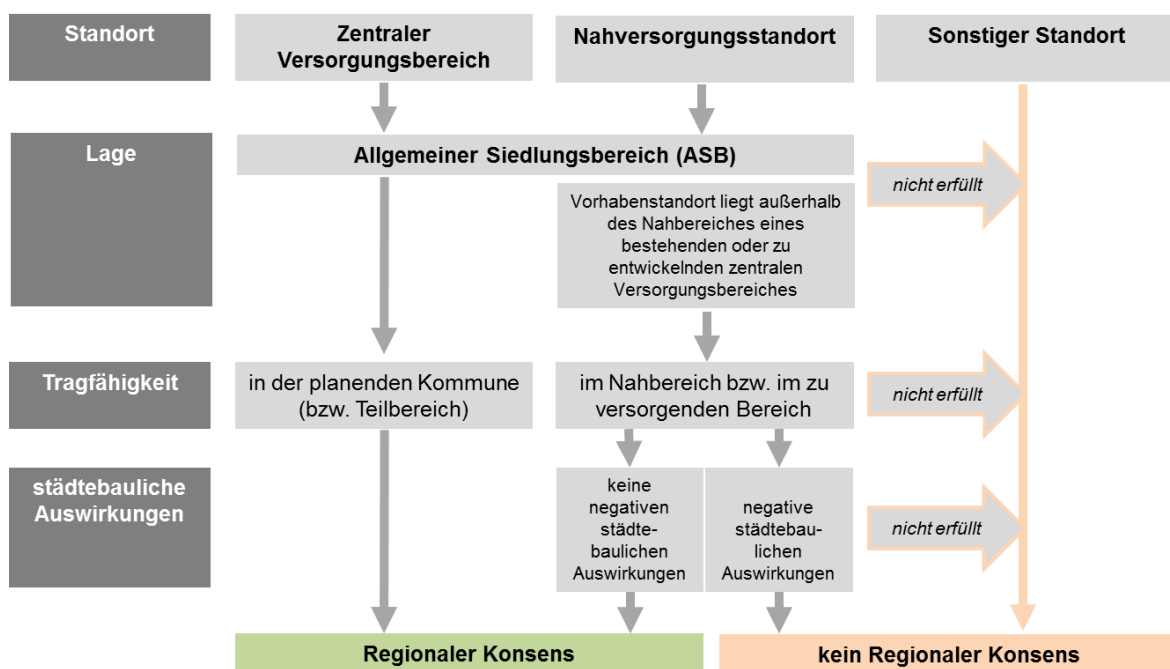 Standort
Zentraler
Versorgungsbereich
Nahversorgungsstandort
Sonstiger Standort
Lage
Allgemeiner Siedlungsbereich (ASB)
nicht erfüllt
Vorhabenstandort liegt außerhalb
des Nahbereiches eines
bestehenden oder zu
entwickelnden zentralen
Versorgungsbereiches
Tragfähigkeit
in der planenden Kommune
(bzw. Teilbereich)
im Nahbereich bzw. im zu
versorgenden Bereich
nicht erfüllt
städtebauliche
Auswirkungen
keine
negativen
städte-
baulichen
Auswirkungen
negative
städtebau-
lichen
Auswirkungen
nicht erfüllt
Regionaler Konsens
kein Regionaler Konsens